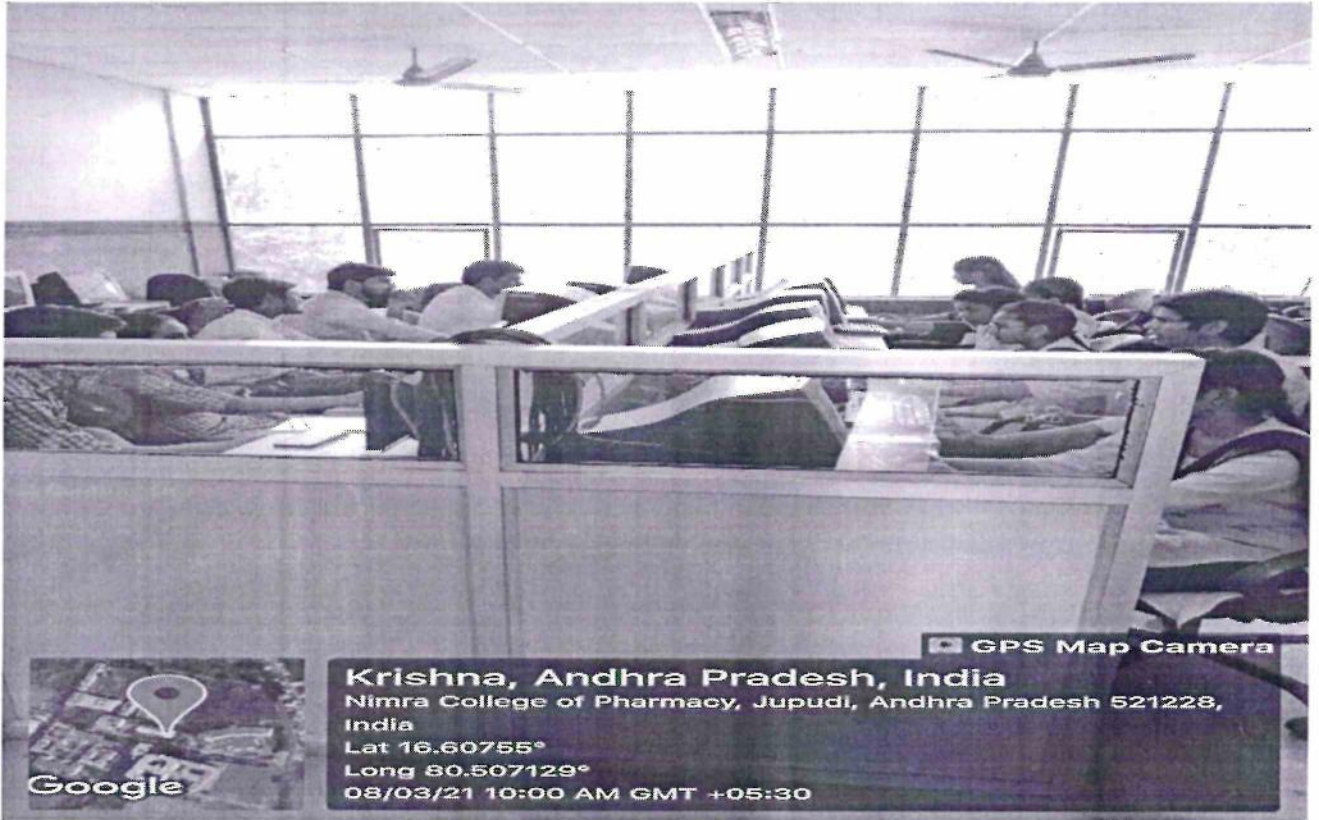 GPS Map Camera
Krishna, Andhra Pradesh, India
Nimra College of Pharmacy, Jupudi, Andhra Pradesh 521228,
India
Lat 16.60755°
Long 80.507129°
08/03/21 10:00 AM GMT +05:30
Google